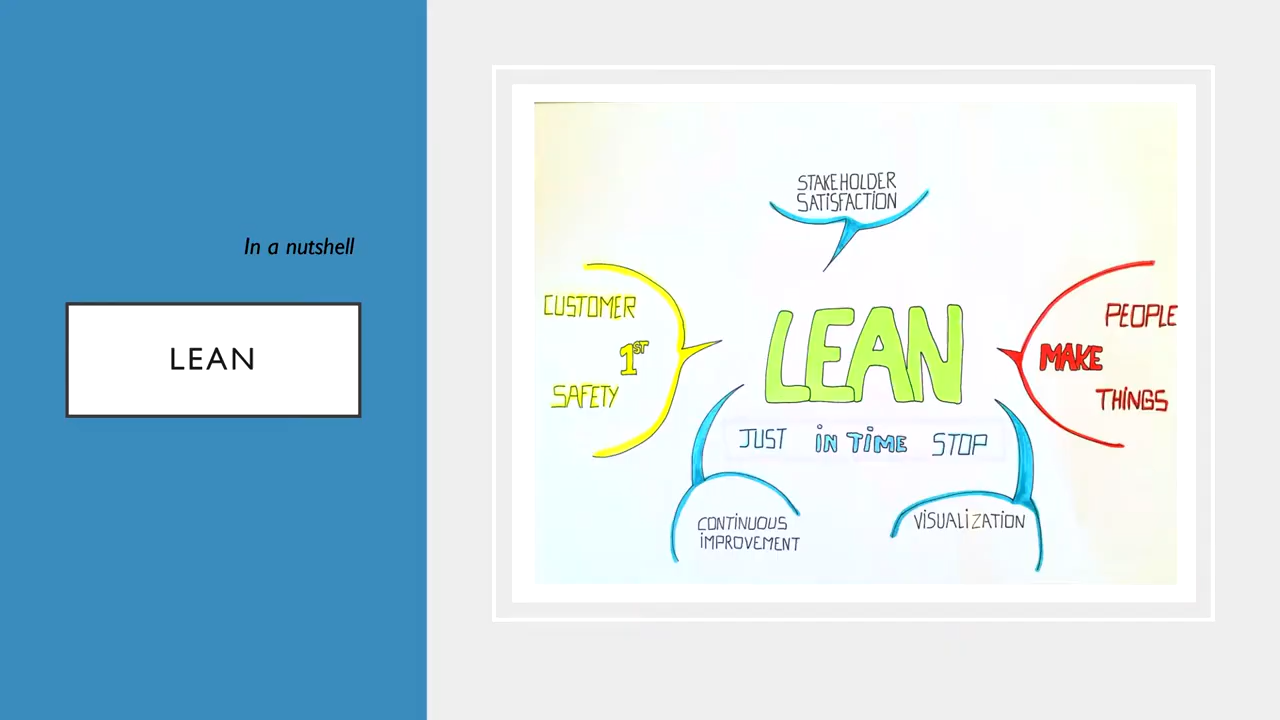 In a nutshell
LEAN
STAKEHOLDER
SATISFACTION
CUSTOMER
1ST
SAFETY
LEAN
PEOPLE
MAKE
THINGS
JUST IN TIME STOP
CONTINUOUS
IMPROVEMENT
VISUALIZATION